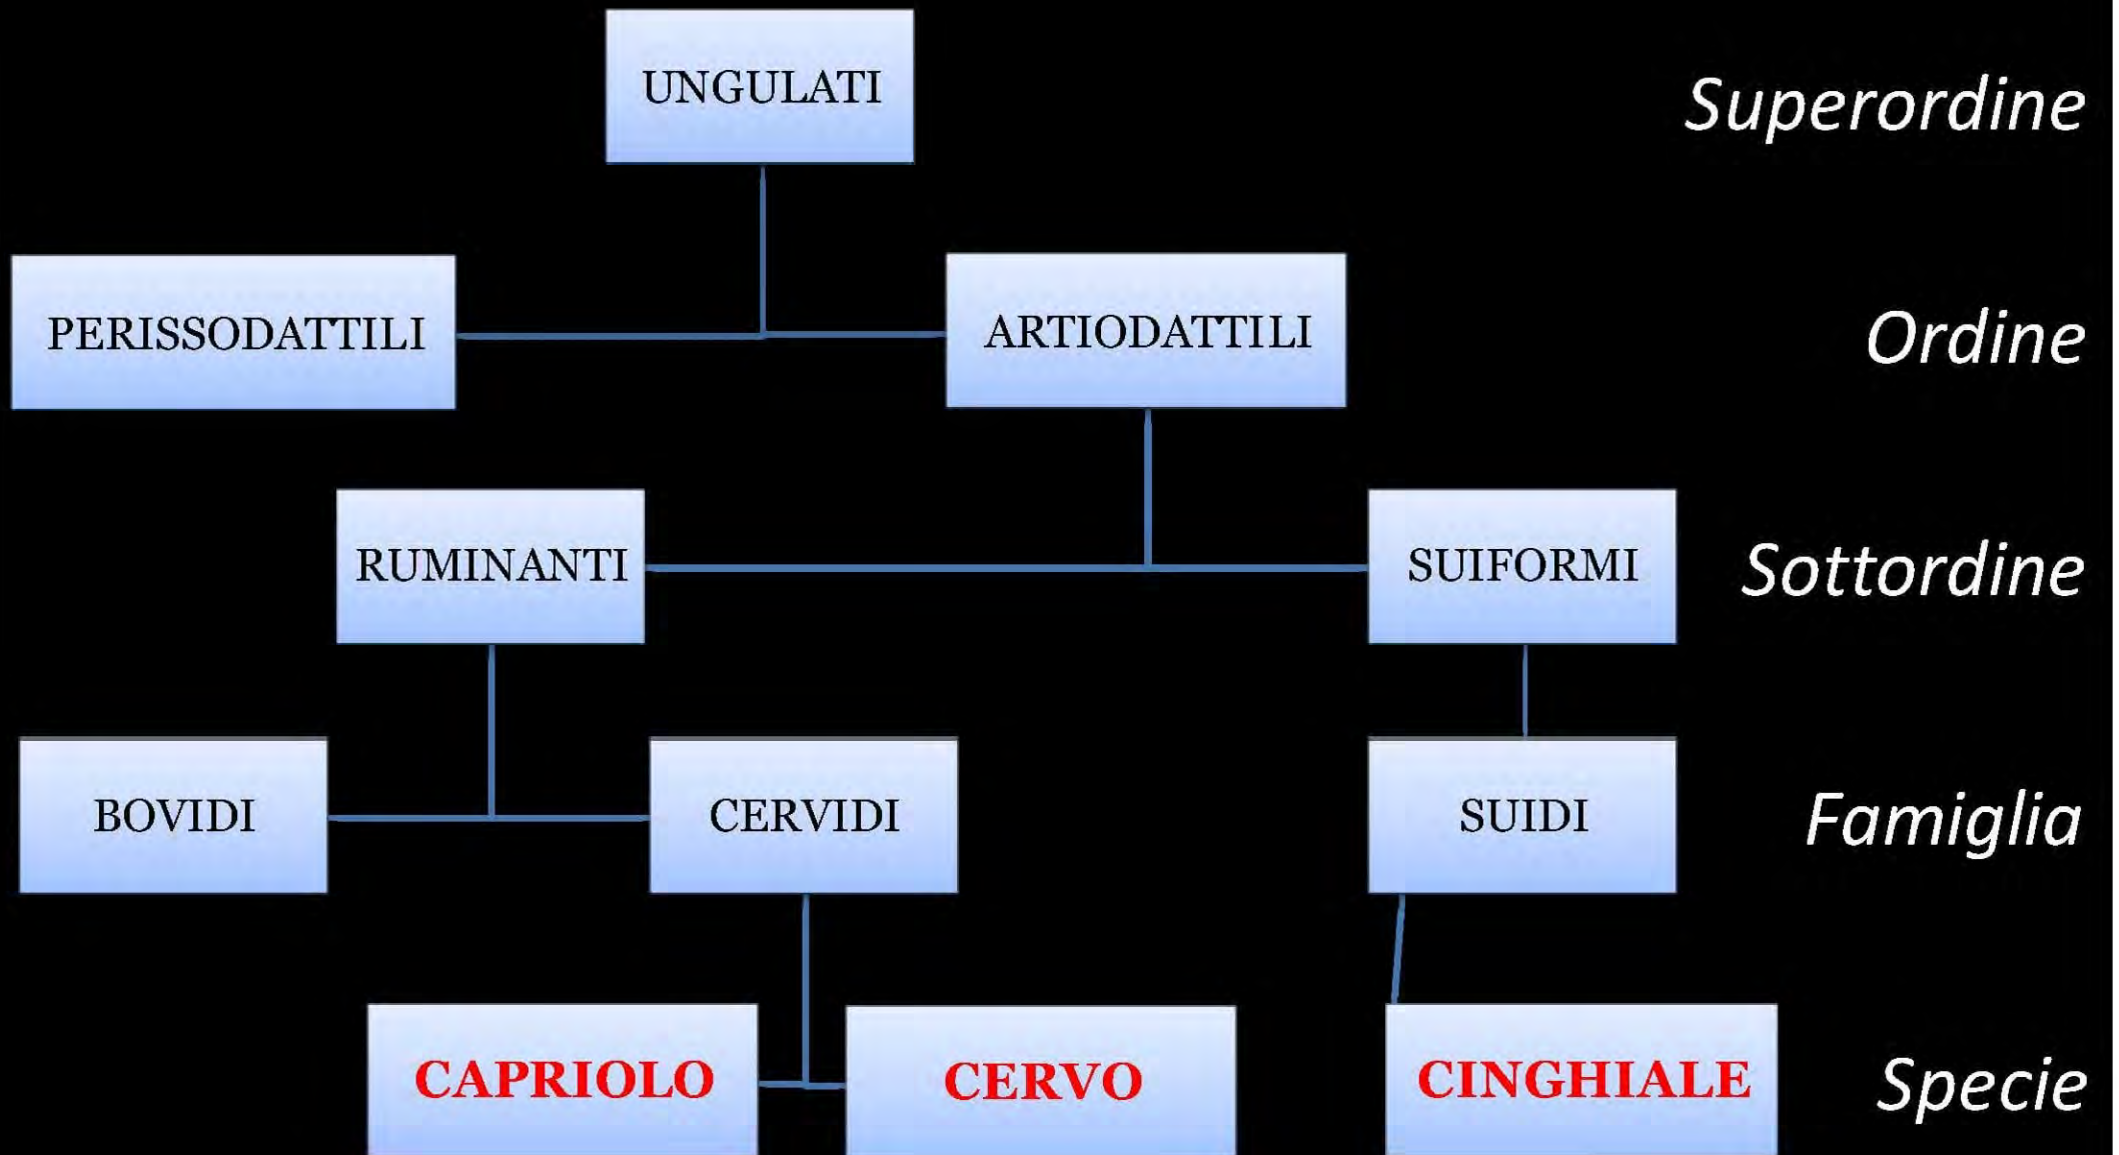 UNGULATI
Superordine
PERISSODATTILI
ARTIODATTILI
Ordine
RUMINANTI
SUIFORMI
Sottordine
BOVIDI
CERVIDI
SUIDI
Famiglia
CAPRIOLO
CERVO
CINGHIALE
Specie